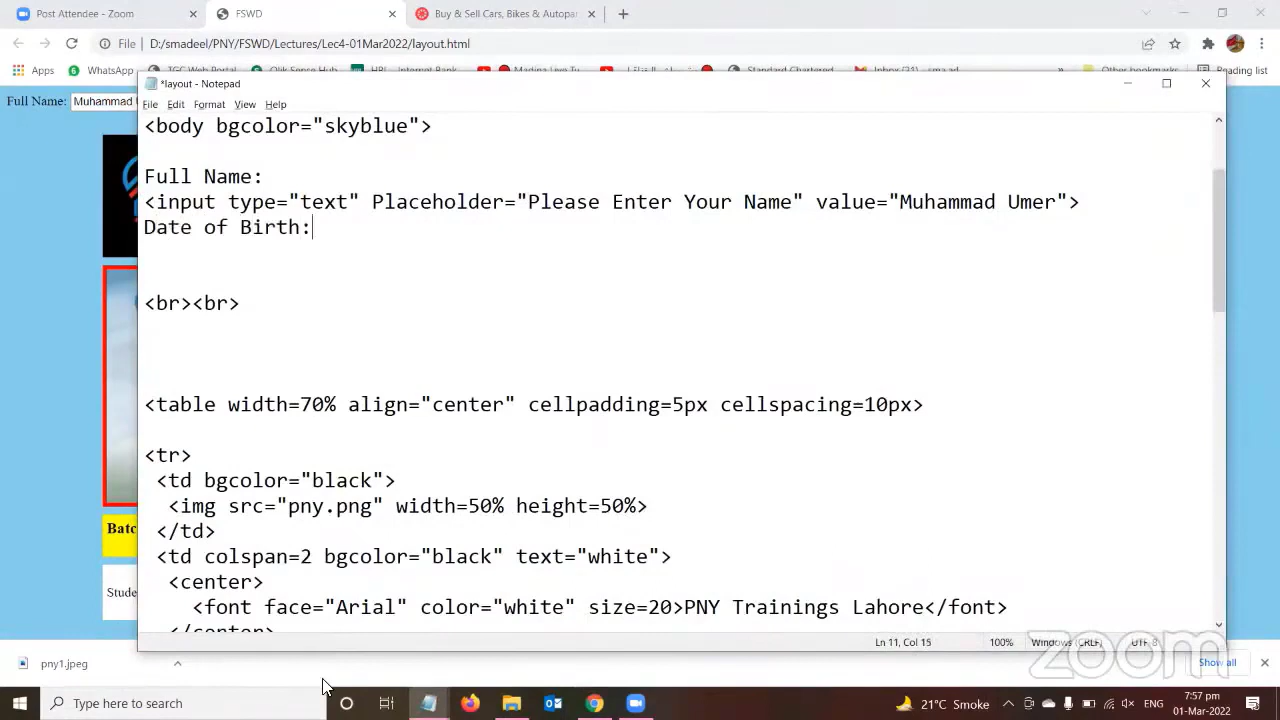 Post Attendee - Zoom
FSWD
Buy & Sell Cars, Bikes & Autopar
File
D:/smadeel/PNY/FSWD/Lectures/Lec4-01Mar2022/layout.html
Apps
WhatsApp
Reading list
Full Name:
Muhammad
*layout - Notepad
File Edit Format View Help
<body bgcolor="skyblue">
Full Name:
<input type="text" Placeholder="Please Enter Your Name" value="Muhammad Umer">
Date of Birth:
<br><br>
<table width=70% align="center" cellpadding=5px cellspacing=10px>
<tr>
<td bgcolor="black">
<img src="pny.png" width=50% height=50%>
</td>
<td colspan=2 bgcolor="black" text="white">
<center>
<font face="Arial" color="white" size=20>PNY Trainings Lahore</font>
</center>
Batc
Stude
Ln 11, Col 15
100%
Windows (CRLF)
UTF-8
zoom
pny1.jpeg
Show all
Type here to search
21°C Smoke
7:57 pm
01-Mar-2022